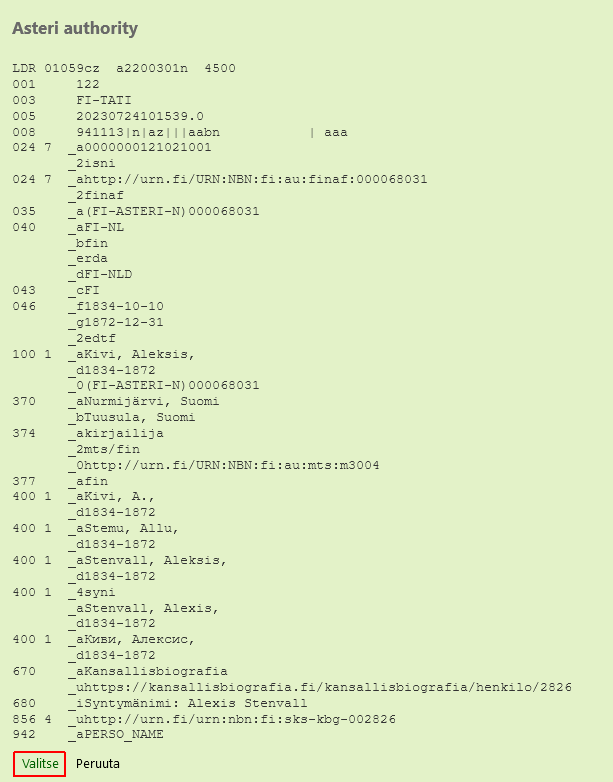 Asteri authority
LDR 01059cz  a2200301n  4500
001     122
003     FI-TATI
005     20230724101539.0
008     941113|n|az|||aabn           | aaa
024 7  _a0000000121021001
       _2isni
024 7  _ahttp://urn.fi/URN:NBN:fi:au:finaf:000068031
       _2finaf
035    _a(FI-ASTERI-N)000068031
040    _aFI-NL
       _bfin
       _erda
       _dFI-NLD
043    _cFI
046    _f1834-10-10
       _g1872-12-31
       _2edtf
100 1  _aKivi, Aleksis,
       _d1834-1872
       _0(FI-ASTERI-N)000068031
370    _aNurmijärvi, Suomi
       _bTuusula, Suomi
374    _akirjailija
       _2mts/fin
       _0http://urn.fi/URN:NBN:fi:au:mts:m3004
377    _afin
400 1  _aKivi, A.,
       _d1834-1872
400 1  _aStemu, Allu,
       _d1834-1872
400 1  _aStenvall, Aleksis,
       _d1834-1872
400 1  _4syni
       _aStenvall, Alexis,
       _d1834-1872
400 1  _aКиви, Алексис,
       _d1834-1872
670    _aKansallisbiografia
       _uhttps://kansallisbiografia.fi/kansallisbiografia/henkilo/2826
680    _iSyntymänimi: Alexis Stenvall
856 4  _uhttp://urn.fi/urn:nbn:fi:sks-kbg-002826
942    _aPERSO_NAME
Valitse  Peruuta